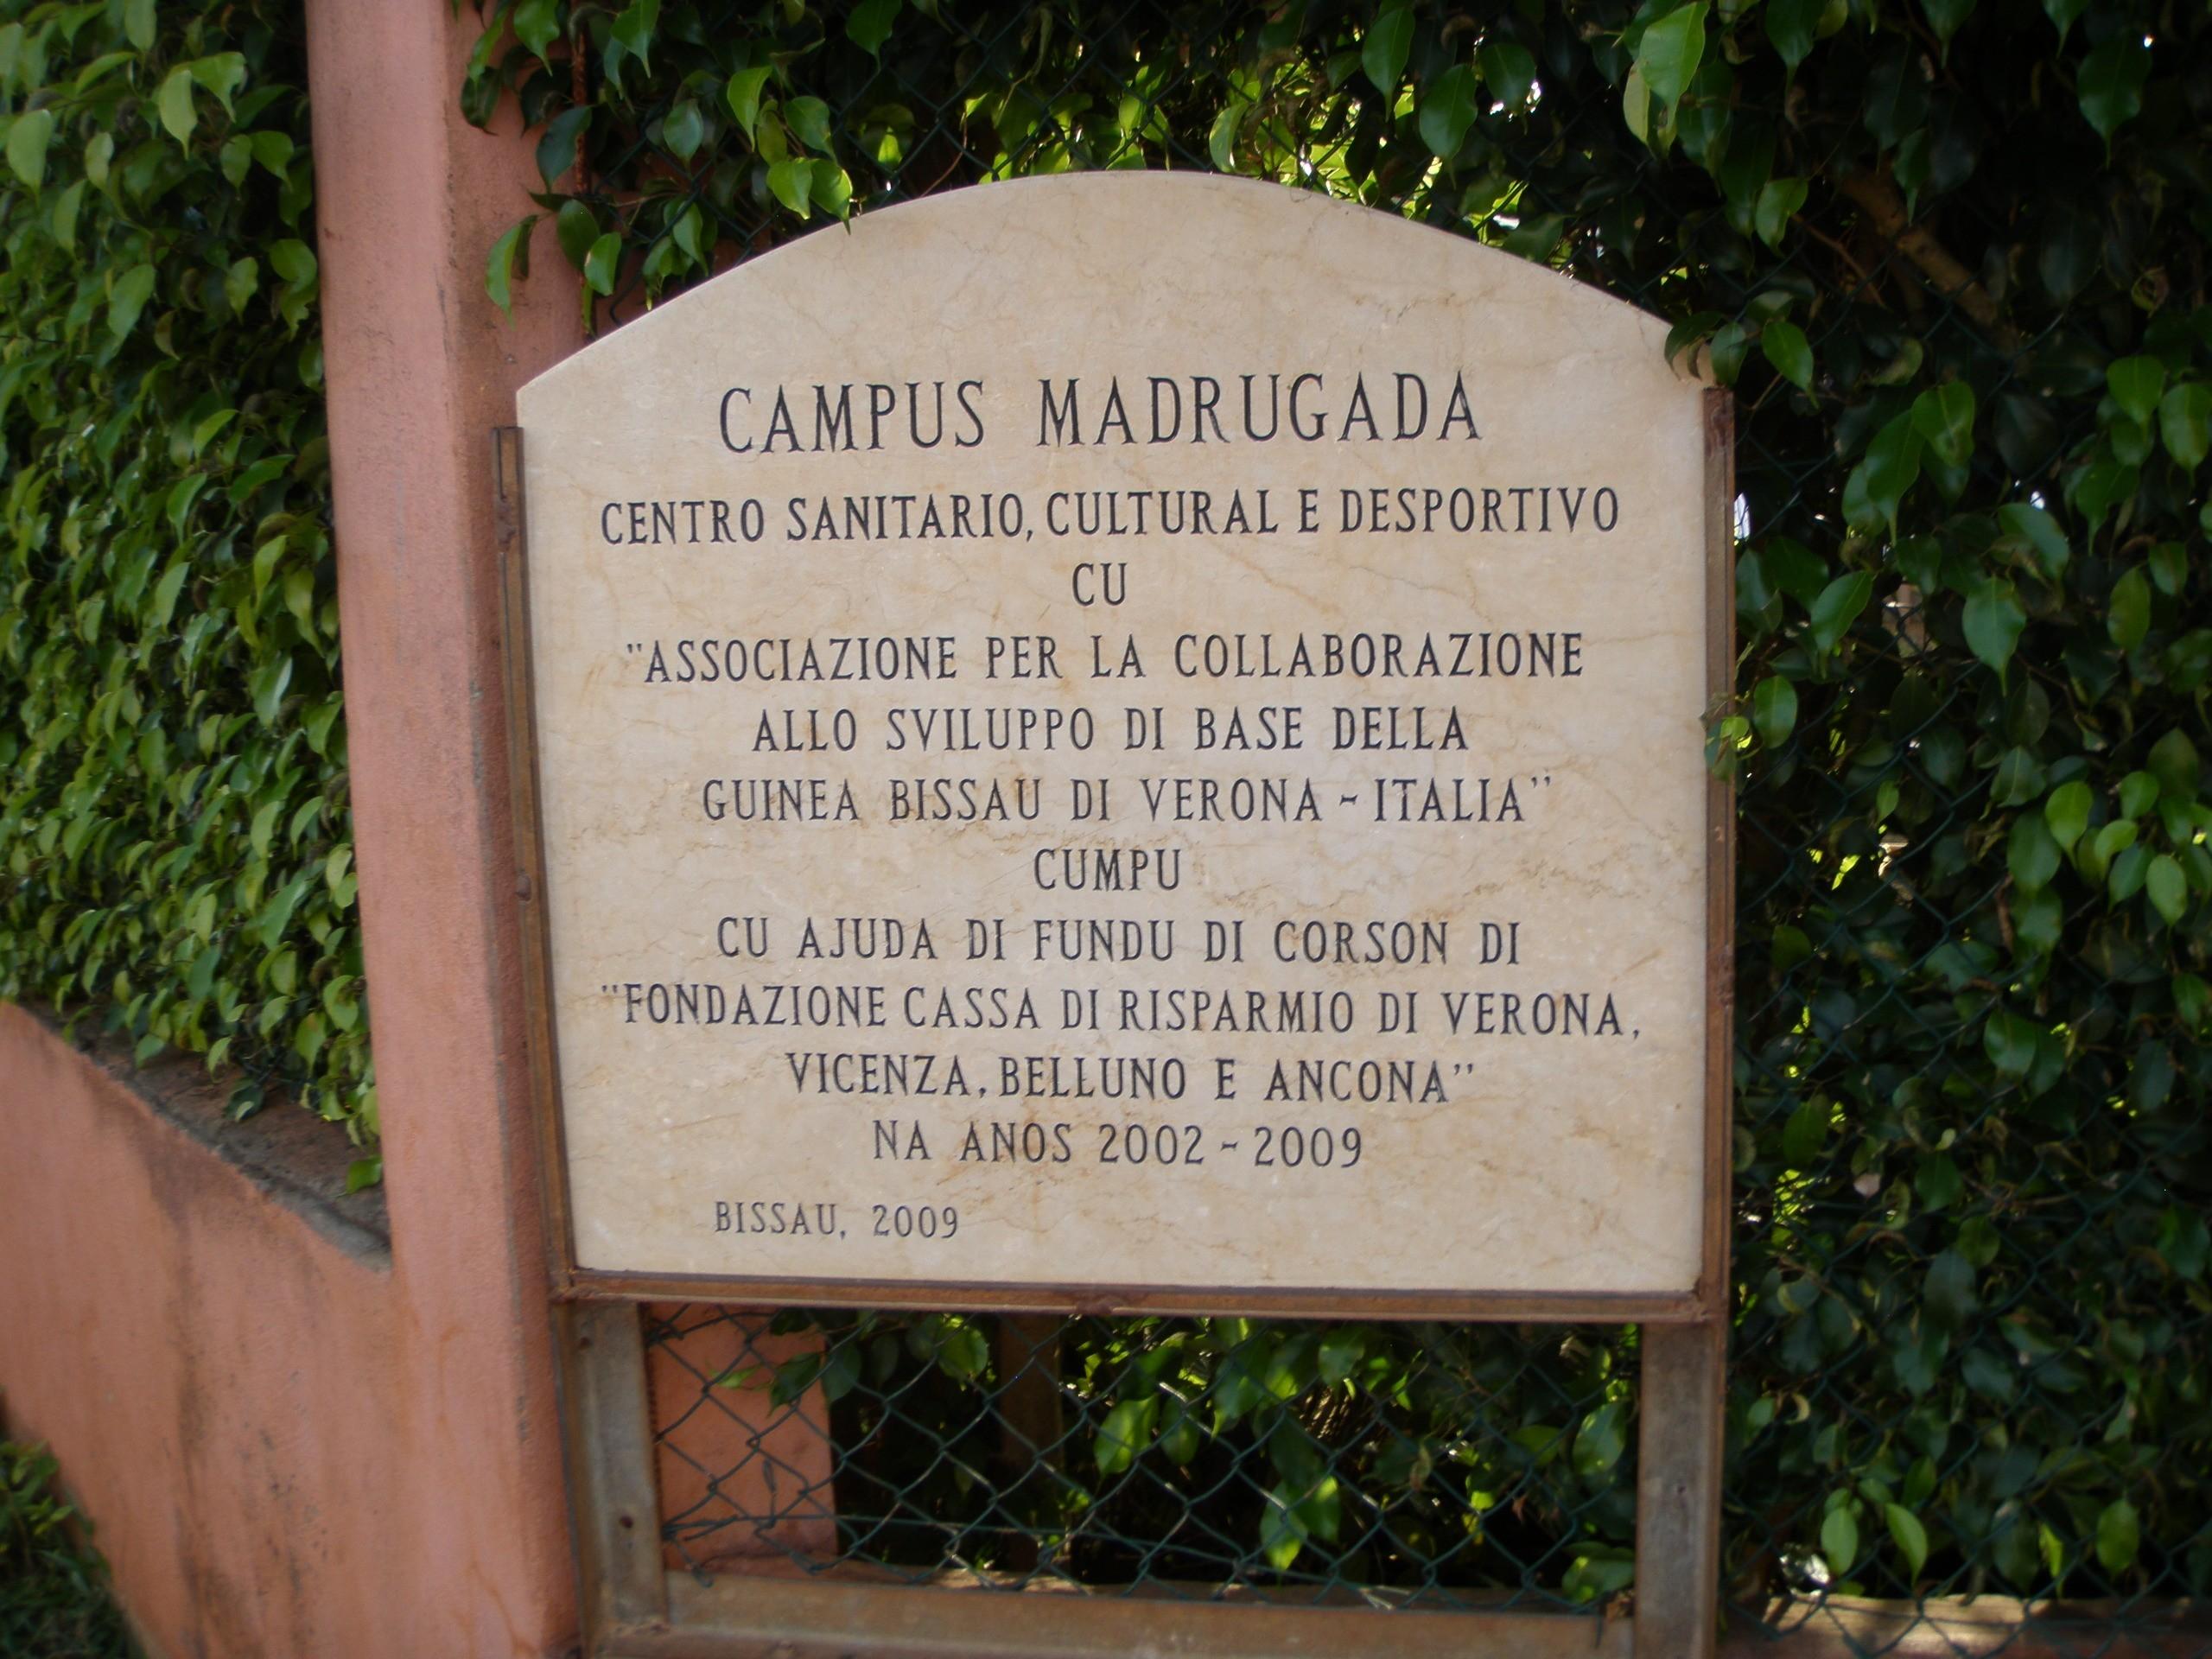 CAMPUS MADRUGADA
CENTRO SANITARIO, CULTURAL E DESPORTIVO
CU
"ASSOCIAZIONE PER LA COLLABORAZIONE
ALLO SVILUPPO DI BASE DELLA
GUINEA BISSAU DI VERONA - ITALIA"
CUMPU
CU AJUDA DI FUNDU DI CORSON DI
"FONDAZIONE CASSA DI RISPARMIO DI VERONA,
VICENZA, BELLUNO E ANCONA"
NA ANOS 2002 - 2009
BISSAU, 2009